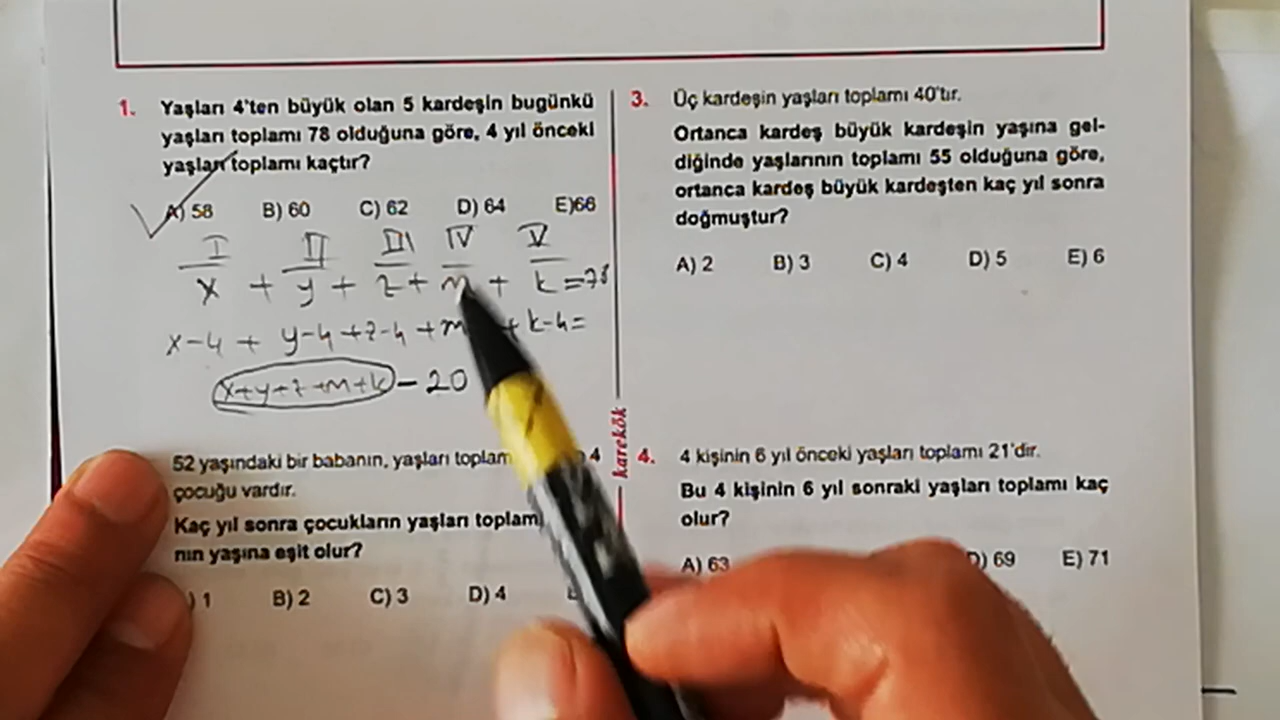 1. Yaşları 4'ten büyük olan 5 kardeşin bugünkü
yaşları toplamı 78 olduğuna göre, 4 yıl önceki
yaşları toplamı kaçtır?
A) 58 B) 60 C) 62 D) 64 E)66
I II III IV V
x + y + z + m + k = 78
x-4 + y-4 + z-4 + m + k-4 =
x+y+z+m+k - 20
52 yaşındaki bir babanın, yaşları 4
çocuğu vardır.
Kaç yıl sonra çocukların yaşları
nın yaşına eşit olur?
) 1 B) 2 C) 3 D) 4
karekök
3. Üç kardeşin yaşları toplamı 40'tır.
Ortanca kardeş büyük kardeşin yaşına gel-
diğinde yaşlarının toplamı 55 olduğuna göre,
ortanca kardeş büyük kardeşten kaç yıl sonra
doğmuştur?
A) 2 B) 3 C) 4 D) 5 E) 6
4. 4 kişinin 6 yıl önceki yaşları toplamı 21'dir.
Bu 4 kişinin 6 yıl sonraki yaşları toplamı kaç
olur?
A) 63 D) 69 E) 71